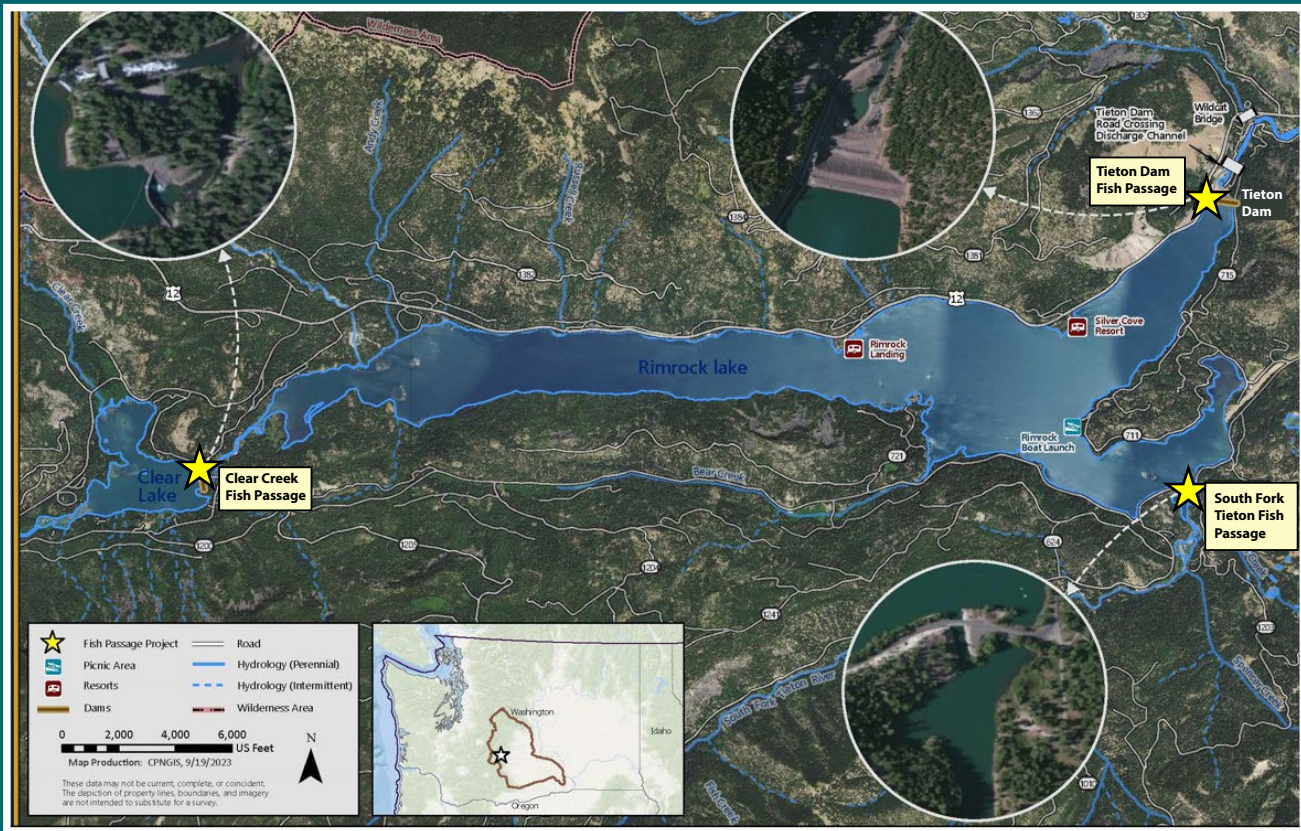 Wilderness Area
1306
Andy Creek
1362
Tieton Dam
Road Crossing
Discharge Channel
Wildcat
Bridge
Tieton Dam
Fish Passage
Tieton
Dam
1384
1382
1381
715
Clear Creek
12
12
Silver Cove
Resort
Rimrock
Landing
Rimrock lake
Rimrock
Boat Launch
711
721
Bear Creek
Clear
Lake
Clear Creek
Fish Passage
South Fork
Tieton Fish
Passage
1200
1205
1204
624
Creek
1241
1203
Spencer Creek
South Fork Tieton River
Fish Creek
1010
Fish Passage Project
Road
Picnic Area
Hydrology (Perennial)
Resorts
Hydrology (Intermittent)
Dams
Wilderness Area
0 2,000 4,000 6,000
US Feet
N
Map Production: CPNGIS, 9/19/2023
These data may not be current, complete, or coincident.
The depiction of property lines, boundaries, and imagery
are not intended to substitute for a survey.
Washington
Idaho
Oregon